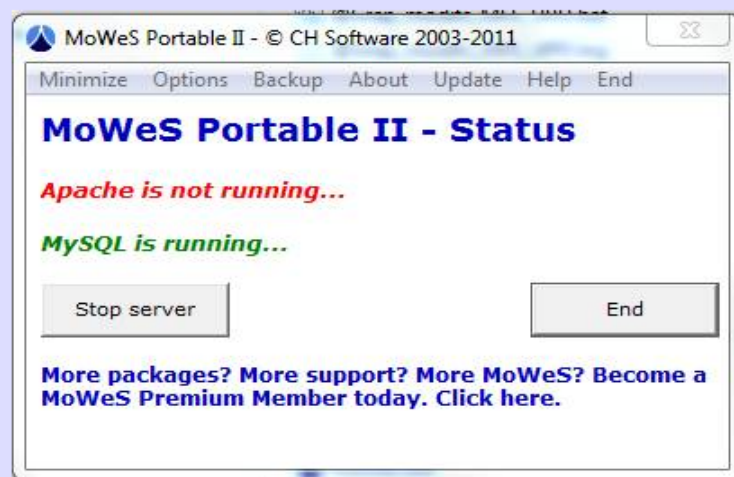 MoWeS Portable II - © CH Software 2003-2011
Minimize Options Backup About Update Help End
MoWeS Portable II - Status
Apache is not running...
MySQL is running...
Stop server End
More packages? More support? More MoWeS? Become a
MoWeS Premium Member today. Click here.